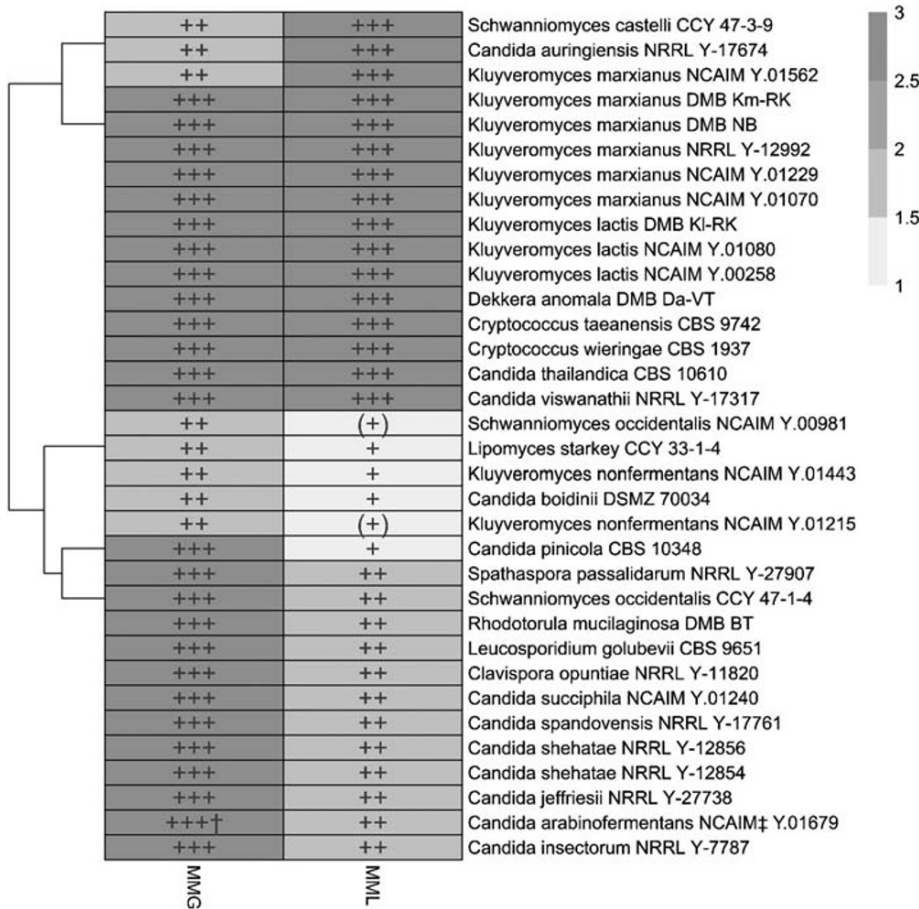 ++ +++ Schwanniomyces castelli CCY 47-3-9
++ +++ Candida auringiensis NRRL Y-17674
++ +++ Kluyveromyces marxianus NCAIM Y.01562
+++ +++ Kluyveromyces marxianus DMB Km-RK
+++ +++ Kluyveromyces marxianus DMB NB
+++ +++ Kluyveromyces marxianus NRRL Y-12992
+++ +++ Kluyveromyces marxianus NCAIM Y.01229
+++ +++ Kluyveromyces marxianus NCAIM Y.01070
+++ +++ Kluyveromyces lactis DMB Kl-RK
+++ +++ Kluyveromyces lactis NCAIM Y.01080
+++ +++ Kluyveromyces lactis NCAIM Y.00258
+++ +++ Dekkera anomala DMB Da-VT
+++ +++ Cryptococcus taeanensis CBS 9742
+++ +++ Cryptococcus wieringae CBS 1937
+++ +++ Candida thailandica CBS 10610
+++ +++ Candida viswanathii NRRL Y-17317
++ (+) Schwanniomyces occidentalis NCAIM Y.00981
++ + Lipomyces starkey CCY 33-1-4
++ + Kluyveromyces nonfermentans NCAIM Y.01443
++ + Candida boidinii DSMZ 70034
++ (+) Kluyveromyces nonfermentans NCAIM Y.01215
+++ + Candida pinicola CBS 10348
+++ ++ Spathaspora passalidarum NRRL Y-27907
+++ ++ Schwanniomyces occidentalis CCY 47-1-4
+++ ++ Rhodotorula mucilaginosa DMB BT
+++ ++ Leucosporidium golubevii CBS 9651
+++ ++ Clavispora opuntiae NRRL Y-11820
+++ ++ Candida succiphila NCAIM Y.01240
+++ ++ Candida spandovensis NRRL Y-17761
+++ ++ Candida shehatae NRRL Y-12856
+++ ++ Candida shehatae NRRL Y-12854
+++ ++ Candida jeffriesii NRRL Y-27738
+++† ++ Candida arabinofermentans NCAIM‡ Y.01679
+++ ++ Candida insectorum NRRL Y-7787
MMG MML
3
2.5
2
1.5
1